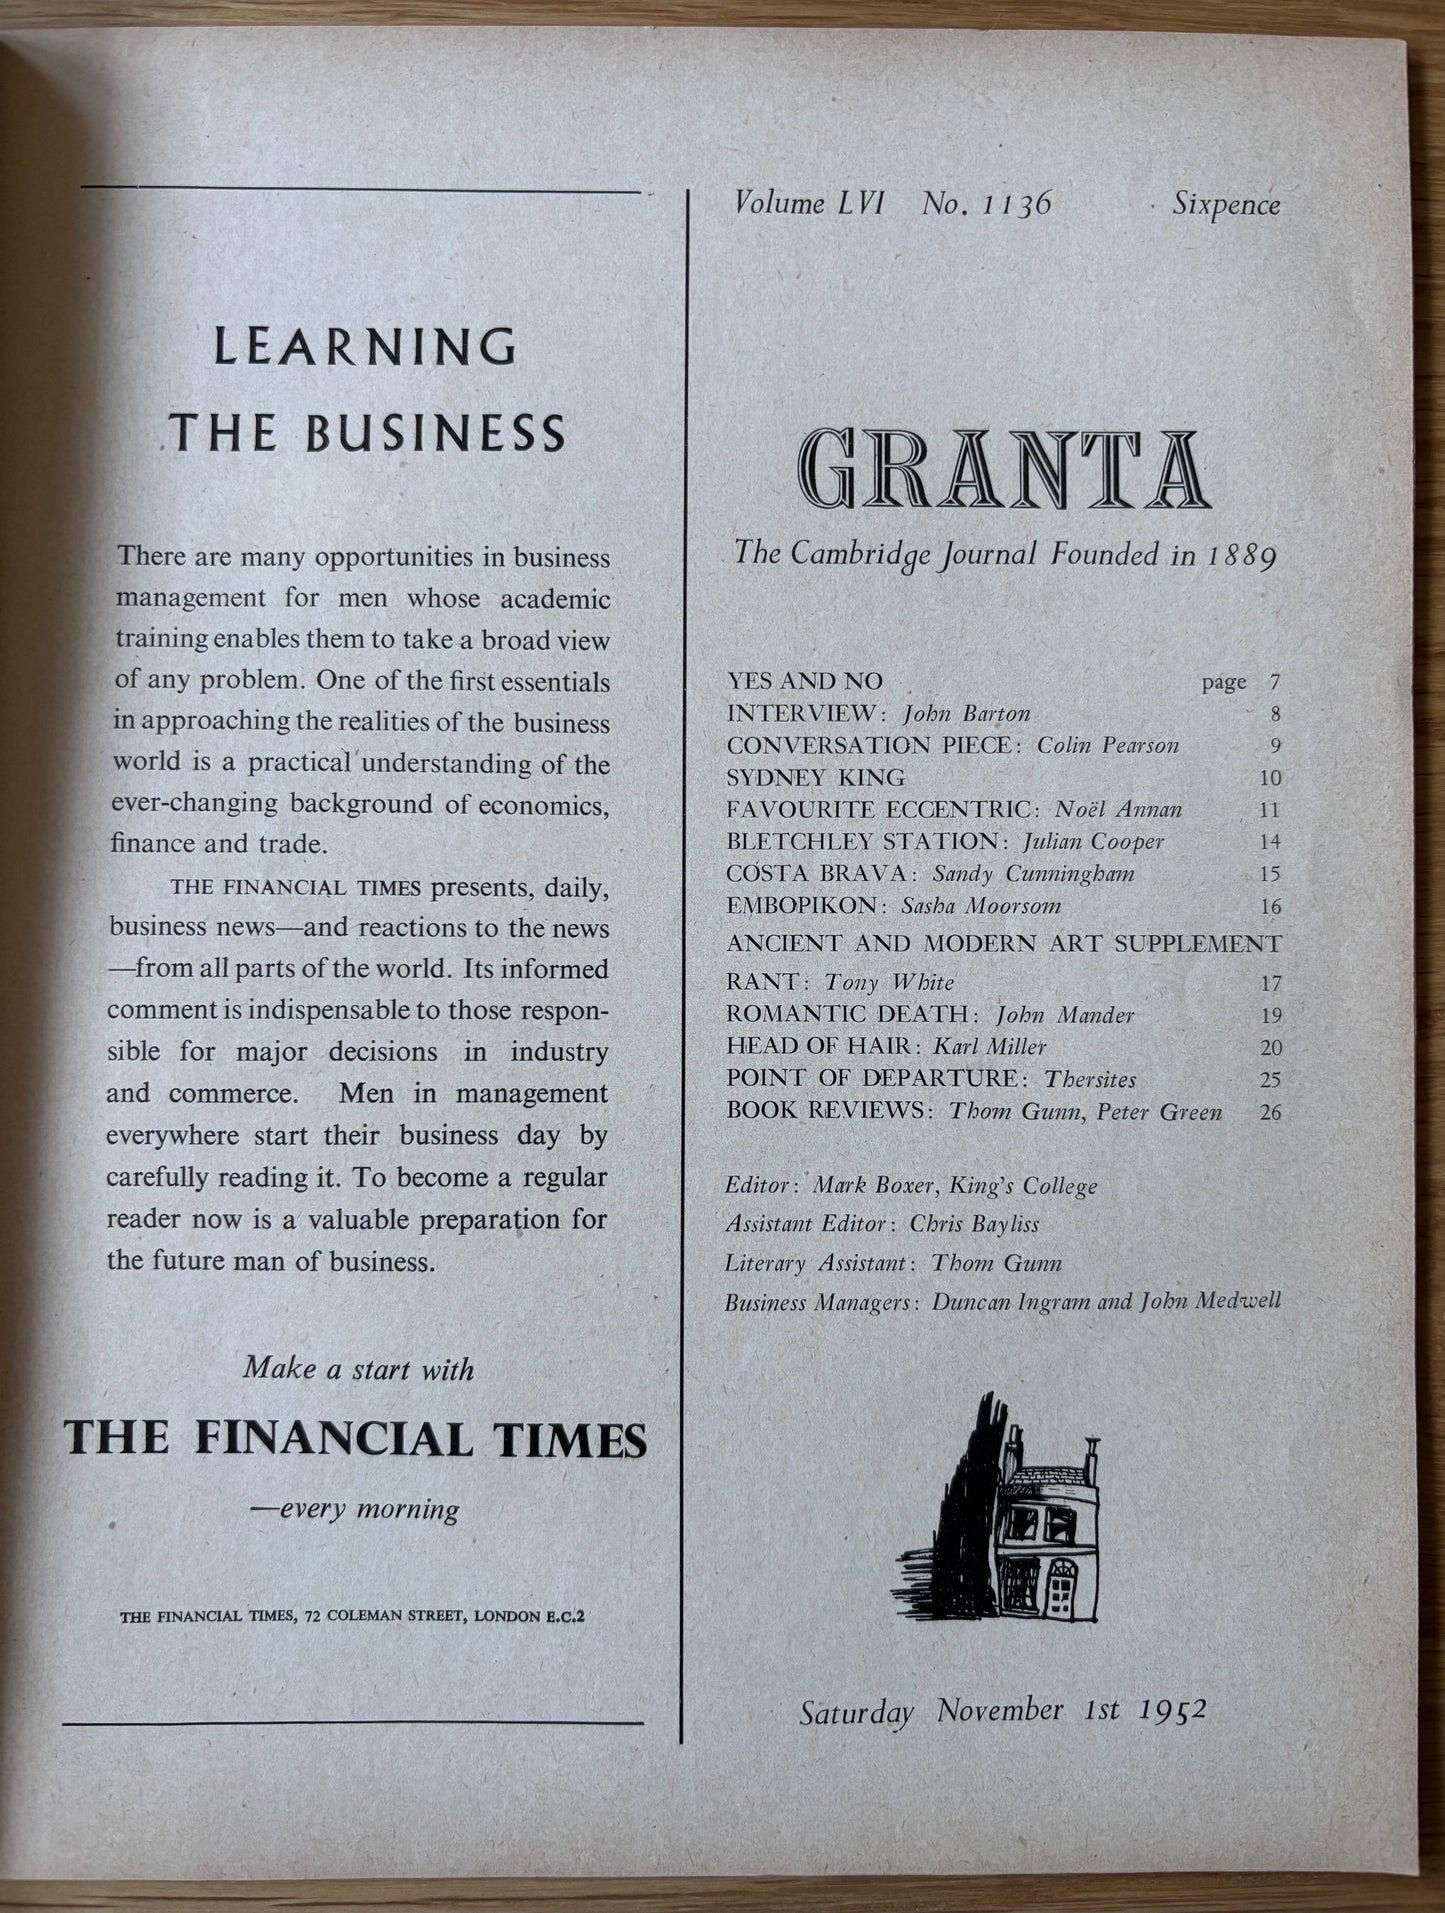 LEARNING
THE BUSINESS
There are many opportunities in business
management for men whose academic
training enables them to take a broad view
of any problem. One of the first essentials
in approaching the realities of the business
world is a practical understanding of the
ever-changing background of economics,
finance and trade.
THE FINANCIAL TIMES presents, daily,
business news—and reactions to the news
—from all parts of the world. Its informed
comment is indispensable to those respon-
sible for major decisions in industry
and commerce. Men in management
everywhere start their business day by
carefully reading it. To become a regular
reader now is a valuable preparation for
the future man of business.
Make a start with
THE FINANCIAL TIMES
—every morning
THE FINANCIAL TIMES, 72 COLEMAN STREET, LONDON E.C.2
Volume LVI No. 1136 Sixpence
GRANTA
The Cambridge Journal Founded in 1889
YES AND NO page 7
INTERVIEW: John Barton 8
CONVERSATION PIECE: Colin Pearson 9
SYDNEY KING 10
FAVOURITE ECCENTRIC: Noël Annan 11
BLETCHLEY STATION: Julian Cooper 14
COSTA BRAVA: Sandy Cunningham 15
EMBOPIKON: Sasha Moorsom 16
ANCIENT AND MODERN ART SUPPLEMENT
RANT: Tony White 17
ROMANTIC DEATH: John Mander 19
HEAD OF HAIR: Karl Miller 20
POINT OF DEPARTURE: Thersites 25
BOOK REVIEWS: Thom Gunn, Peter Green 26
Editor: Mark Boxer, King's College
Assistant Editor: Chris Bayliss
Literary Assistant: Thom Gunn
Business Managers: Duncan Ingram and John Medwell
Saturday November 1st 1952